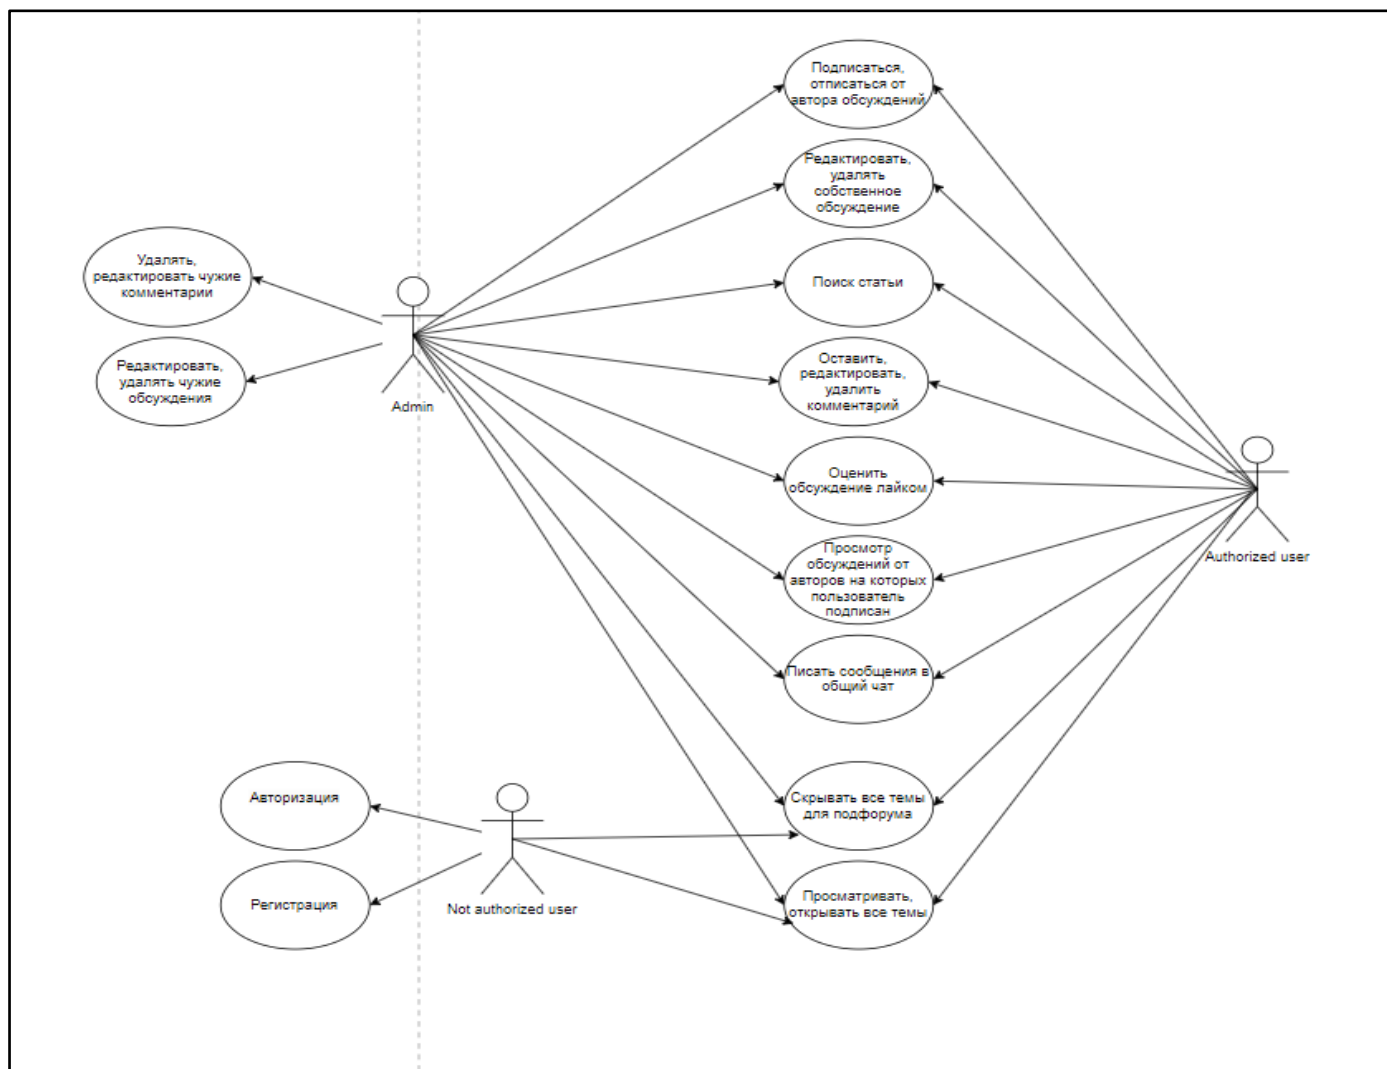 Подписаться,
отписаться от
автора обсуждений
Редактировать,
удалять
собственное
обсуждение
Удалять,
редактировать чужие
комментарии
Поиск статьи
Редактировать,
удалять чужие
обсуждения
Admin
Оставить,
редактировать,
удалить
комментарий
Оценить
обсуждение лайком
Authorized user
Просмотр
обсуждений от
авторов на которых
пользователь
подписан
Писать сообщения в
общий чат
Авторизация
Скрывать все темы
для подфорума
Регистрация
Not authorized user
Просматривать,
открывать все темы